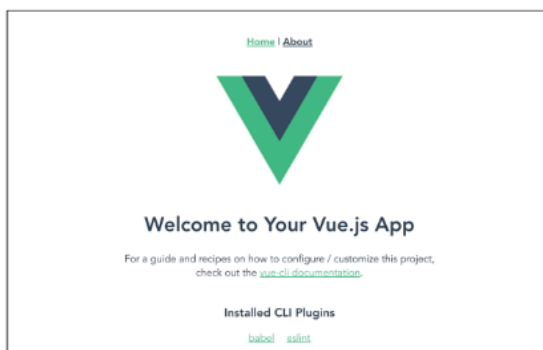 Home | About
Welcome to Your Vue.js App
For a guide and recipes on how to configure / customize this project,
check out the vue-cli documentation.
Installed CLI Plugins
babel eslint